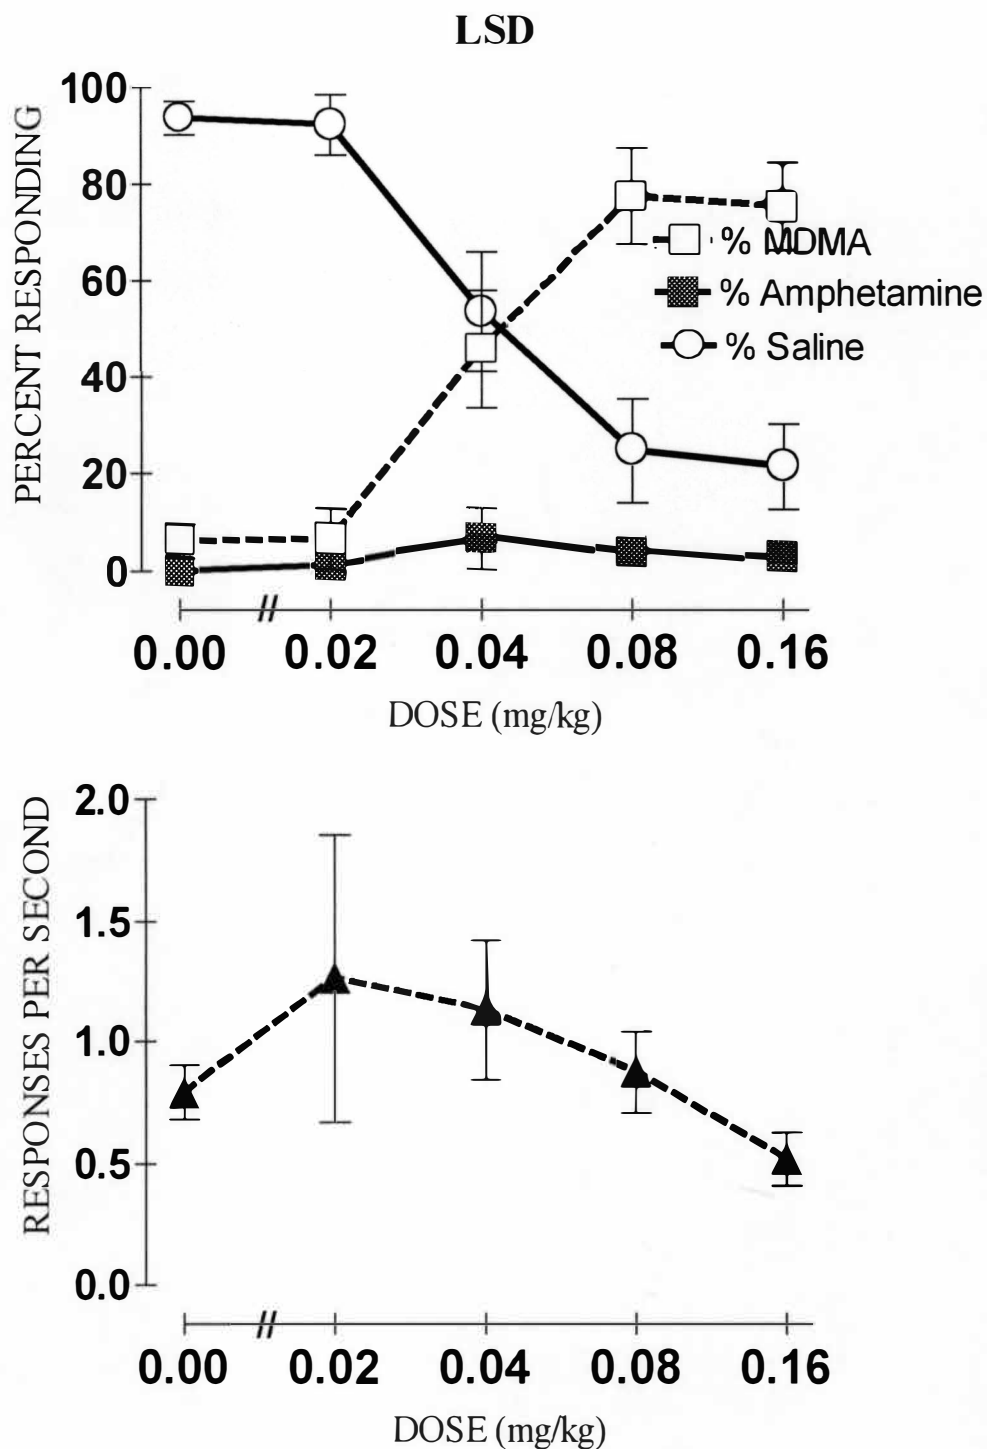 LSD
PERCENT RESPONDING
100
80
60
40
20
0
% MDMA
% Amphetamine
% Saline
0.00 0.02 0.04 0.08 0.16
DOSE (mg/kg)
RESPONSES PER SECOND
2.0
1.5
1.0
0.5
0.0
0.00 0.02 0.04 0.08 0.16
DOSE (mg/kg)